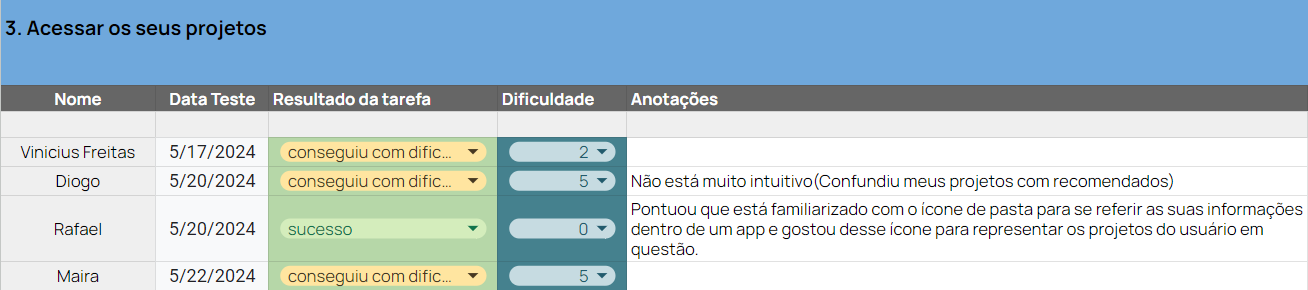 3. Acessar os seus projetos
Nome Data Teste Resultado da tarefa Dificuldade Anotações
Vinicius Freitas 5/17/2024 conseguiu com dific... 2
Diogo 5/20/2024 conseguiu com dific... 5 Não está muito intuitivo(Confundiu meus projetos com recomendados)
Rafael 5/20/2024 sucesso 0 Pontuou que está familiarizado com o ícone de pasta para se referir as suas informações
dentro de um app e gostou desse ícone para representar os projetos do usuário em
questão.
Maira 5/22/2024 conseguiu com dific... 5